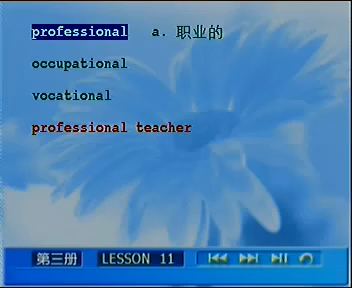 professional a. 职业的
occupational
vocational
professional teacher
第三册 LESSON 11